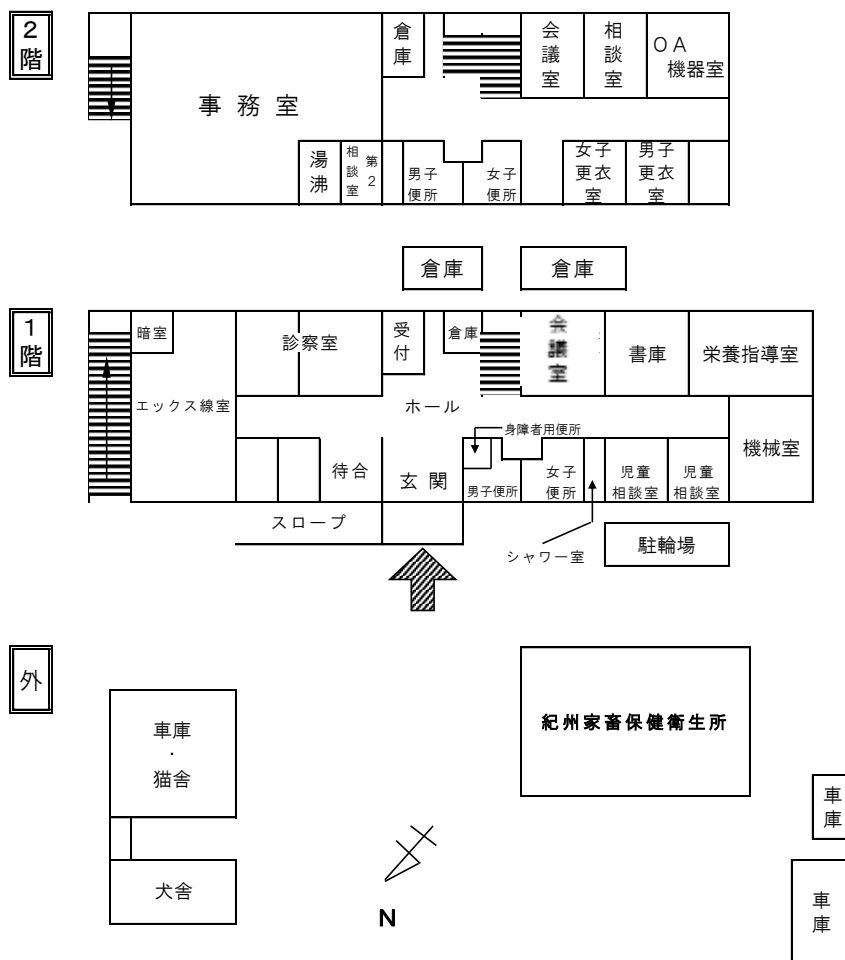 2階
倉庫
会議室
相談室
OA
機器室
事務室
湯沸
相談室
第2
男子
便所
女子
便所
女子
更衣室
男子
更衣室
倉庫
倉庫
1階
暗室
診察室
受付
倉庫
会議室
書庫
栄養指導室
エックス線室
ホール
身障者用便所
機械室
待合
玄関
男子便所
女子
便所
児童
相談室
児童
相談室
スロープ
シャワー室
駐輪場
外
車庫
・
猫舎
紀州家畜保健衛生所
車庫
犬舎
車庫
N